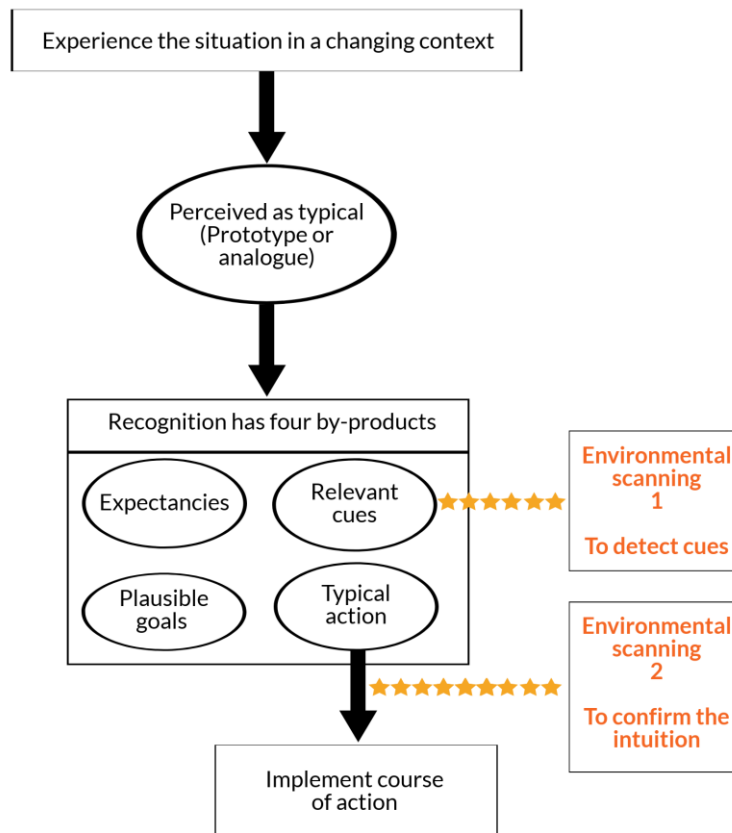 Experience the situation in a changing context
Perceived as typical
(Prototype or
analogue)
Recognition has four by-products
Expectancies
Relevant
cues
Plausible
goals
Typical
action
Environmental
scanning
1
To detect cues
Environmental
scanning
2
To confirm the
intuition
Implement course
of action